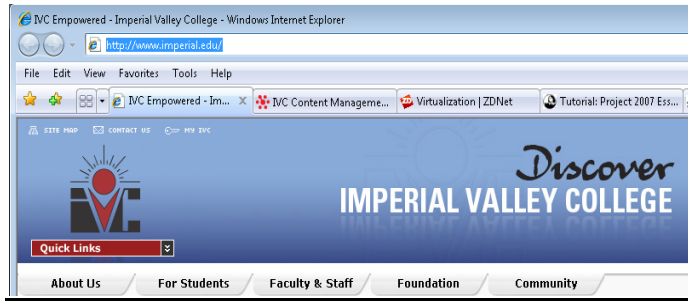 IVC Empowered - Imperial Valley College - Windows Internet Explorer
http://www.imperial.edu/
File Edit View Favorites Tools Help
IVC Empowered - Im... X IVC Content Manageme... Virtualization | ZDNet Tutorial: Project 2007 Ess...
SITE MAP CONTACT US MY IVC
Discover
IMPERIAL VALLEY COLLEGE
IVC
Quick Links
About Us For Students Faculty & Staff Foundation Community